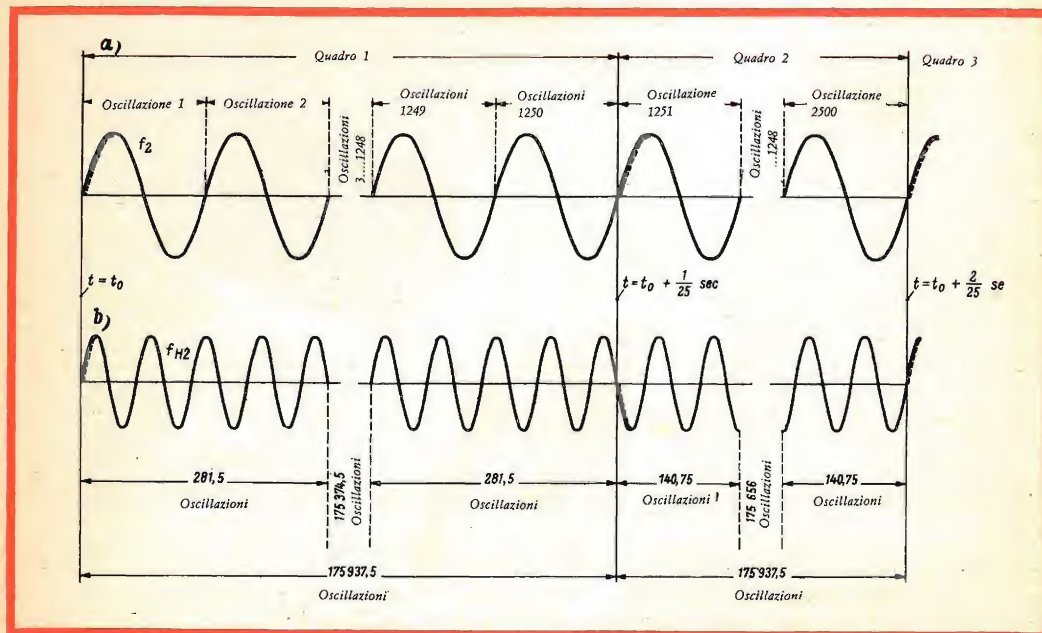 a)
Quadro 1
Quadro 2
Quadro 3
Oscillazione 1
Oscillazione 2
Oscillazioni
3....1248
Oscillazioni
1249
Oscillazioni
1250
Oscillazione
1251
Oscillazioni
...1248
Oscillazione
2500
f2
t = t0
t = t0 + 1/25 sec
t = t0 + 2/25 se
b)
fH2
281,5
Oscillazioni
175 374,5
Oscillazioni
281,5
Oscillazioni
140,75
Oscillazioni
175 656
Oscillazioni
140,75
Oscillazioni
175 937,5
Oscillazioni
175 937,5
Oscillazioni